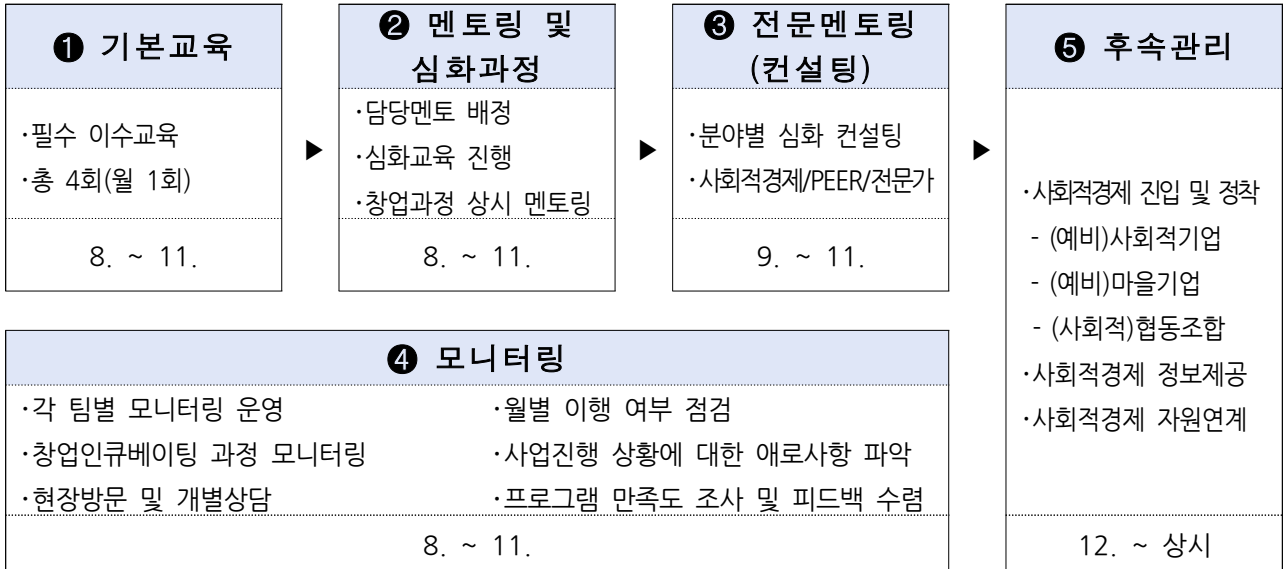 ❶ 기본교육
·필수 이수교육
·총 4회(월 1회)
8. ~ 11.
▶
❷ 멘토링 및
심화과정
·담당멘토 배정
·심화교육 진행
·창업과정 상시 멘토링
8. ~ 11.
▶
❸ 전문멘토링
(컨설팅)
·분야별 심화 컨설팅
·사회적경제/PEER/전문가
9. ~ 11.
▶
❹ 모니터링
·각 팀별 모니터링 운영
·창업인큐베이팅 과정 모니터링
·현장방문 및 개별상담
·월별 이행 여부 점검
·사업진행 상황에 대한 애로사항 파악
·프로그램 만족도 조사 및 피드백 수렴
8. ~ 11.
❺ 후속관리
·사회적경제 진입 및 정착
- (예비)사회적기업
- (예비)마을기업
- (사회적)협동조합
·사회적경제 정보제공
·사회적경제 자원연계
12. ~ 상시